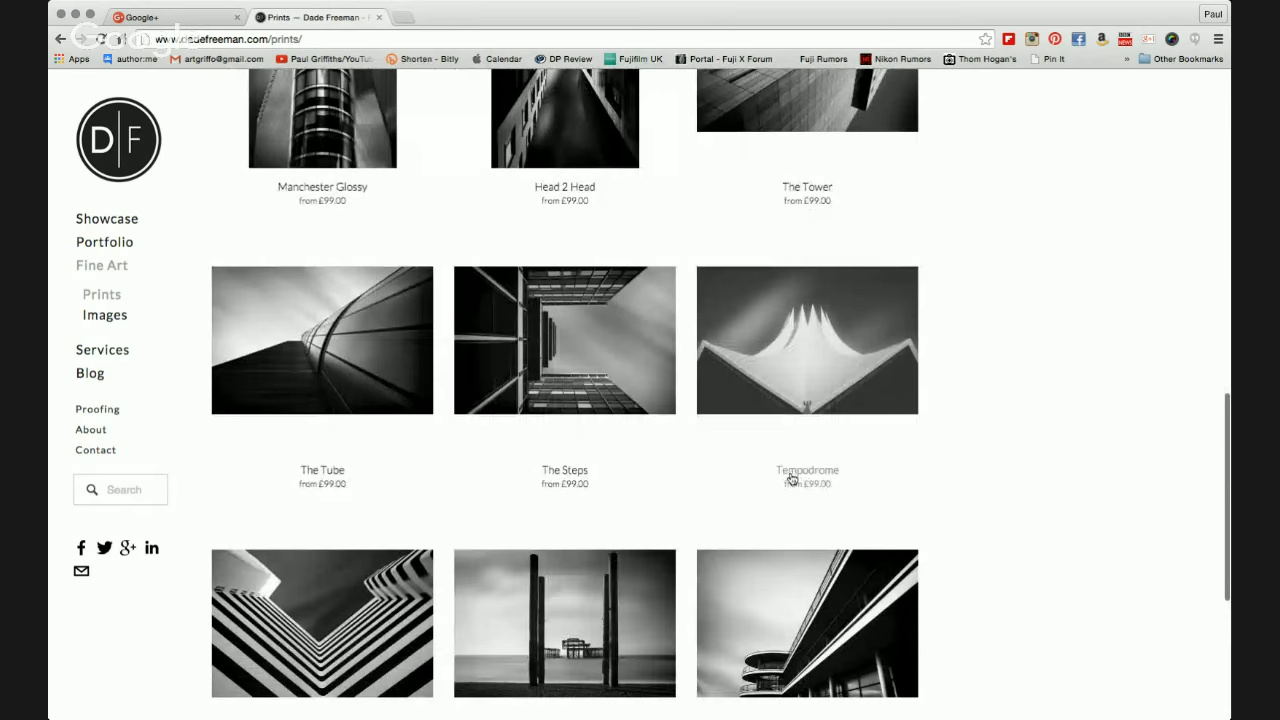 Google+
Prints — Dade Freeman - F
Paul
www.dadefreeman.com/prints/
Apps
author:me
artgriffo@gmail.com
Paul Griffiths/YouTu
Shorten - Bitly
Calendar
DP Review
Fujifilm UK
Portal - Fuji X Forum
Fuji Rumors
Nikon Rumors
Thom Hogan's
Pin It
»
Other Bookmarks
D|F
Showcase
Portfolio
Fine Art
Prints
Images
Services
Blog
Proofing
About
Contact
Search
Manchester Glossy
from £99.00
Head 2 Head
from £99.00
The Tower
from £99.00
The Tube
from £99.00
The Steps
from £99.00
Tempodrome
from £99.00